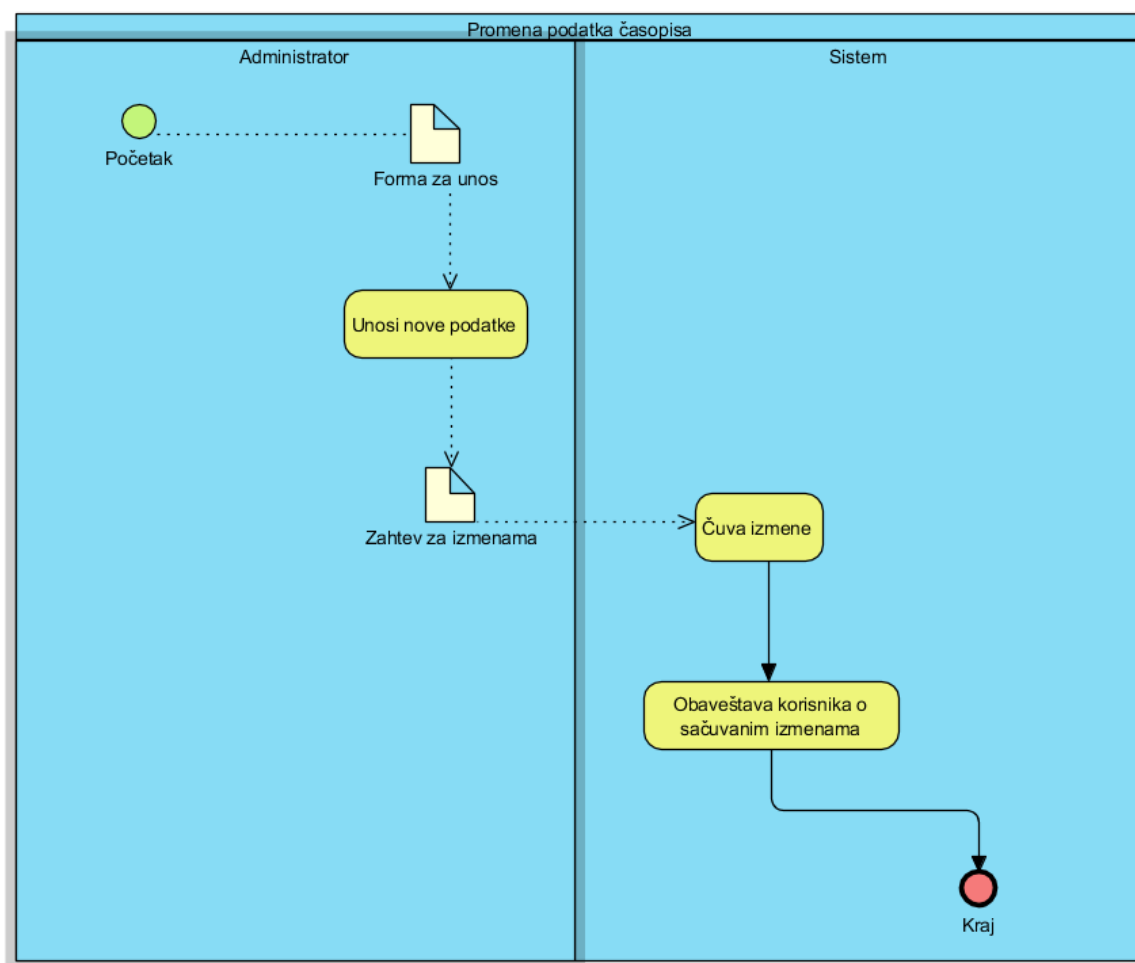 Promena podatka časopisa
Administrator
Sistem
Početak
Forma za unos
Unosi nove podatke
Zahtev za izmenama
Čuva izmene
Obaveštava korisnika o
sačuvanim izmenama
Kraj